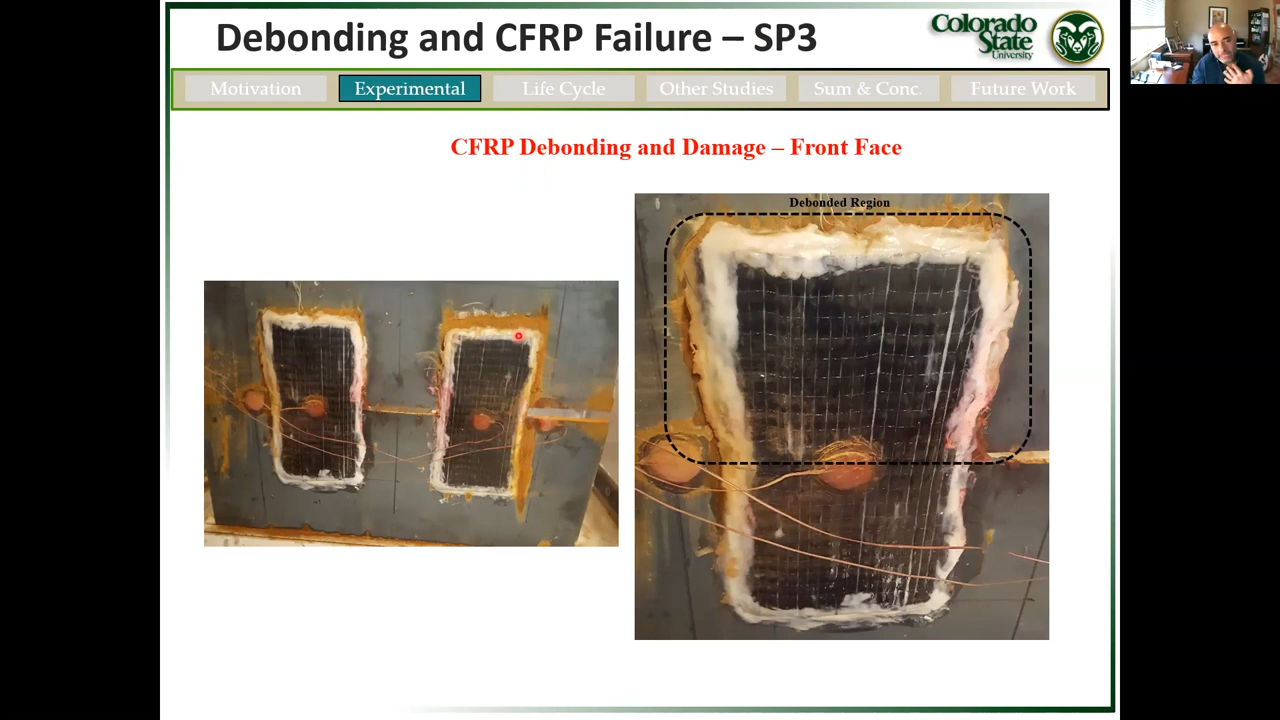 Debonding and CFRP Failure – SP3
Colorado
State
University
Motivation
Experimental
Life Cycle
Other Studies
Sum & Conc.
Future Work
CFRP Debonding and Damage – Front Face
Debonded Region